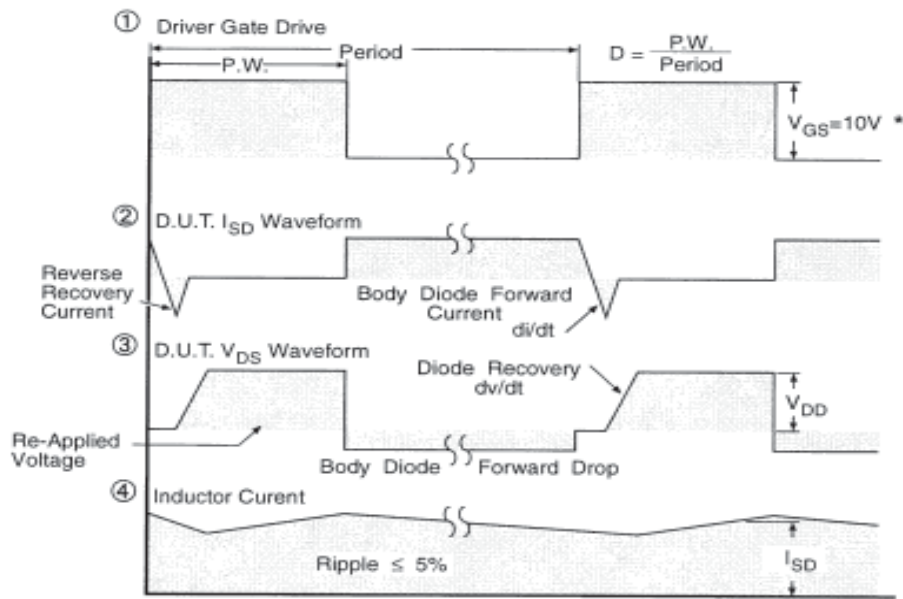 ① Driver Gate Drive
Period
P.W.
D = P.W.
Period
V_GS=10V *
② D.U.T. I_SD Waveform
Reverse
Recovery
Current
Body Diode Forward
Current
di/dt
③ D.U.T. V_DS Waveform
Diode Recovery
dv/dt
V_DD
Re-Applied
Voltage
Body Diode Forward Drop
④ Inductor Curent
Ripple ≤ 5%
I_SD